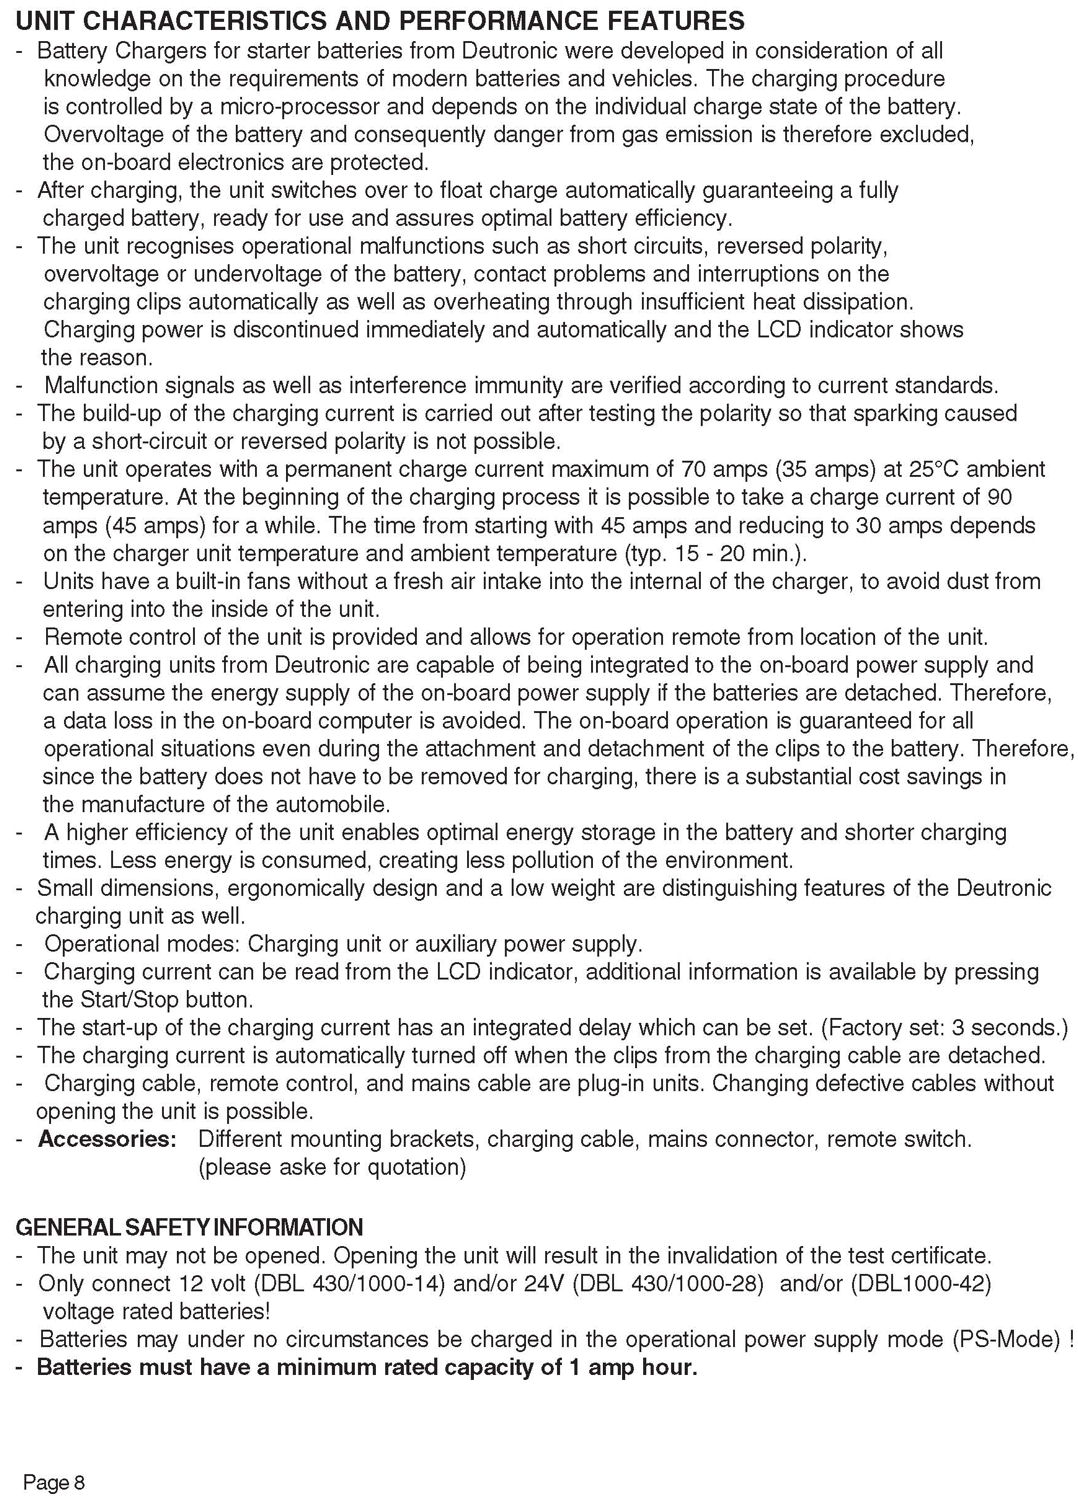 UNIT CHARACTERISTICS AND PERFORMANCE FEATURES
- Battery Chargers for starter batteries from Deutronic were developed in consideration of all
knowledge on the requirements of modern batteries and vehicles. The charging procedure
is controlled by a micro-processor and depends on the individual charge state of the battery.
Overvoltage of the battery and consequently danger from gas emission is therefore excluded,
the on-board electronics are protected.
- After charging, the unit switches over to float charge automatically guaranteeing a fully
charged battery, ready for use and assures optimal battery efficiency.
- The unit recognises operational malfunctions such as short circuits, reversed polarity,
overvoltage or undervoltage of the battery, contact problems and interruptions on the
charging clips automatically as well as overheating through insufficient heat dissipation.
Charging power is discontinued immediately and automatically and the LCD indicator shows
the reason.
- Malfunction signals as well as interference immunity are verified according to current standards.
- The build-up of the charging current is carried out after testing the polarity so that sparking caused
by a short-circuit or reversed polarity is not possible.
- The unit operates with a permanent charge current maximum of 70 amps (35 amps) at 25°C ambient
temperature. At the beginning of the charging process it is possible to take a charge current of 90
amps (45 amps) for a while. The time from starting with 45 amps and reducing to 30 amps depends
on the charger unit temperature and ambient temperature (typ. 15 - 20 min.).
- Units have a built-in fans without a fresh air intake into the internal of the charger, to avoid dust from
entering into the inside of the unit.
- Remote control of the unit is provided and allows for operation remote from location of the unit.
- All charging units from Deutronic are capable of being integrated to the on-board power supply and
can assume the energy supply of the on-board power supply if the batteries are detached. Therefore,
a data loss in the on-board computer is avoided. The on-board operation is guaranteed for all
operational situations even during the attachment and detachment of the clips to the battery. Therefore,
since the battery does not have to be removed for charging, there is a substantial cost savings in
the manufacture of the automobile.
- A higher efficiency of the unit enables optimal energy storage in the battery and shorter charging
times. Less energy is consumed, creating less pollution of the environment.
- Small dimensions, ergonomically design and a low weight are distinguishing features of the Deutronic
charging unit as well.
- Operational modes: Charging unit or auxiliary power supply.
- Charging current can be read from the LCD indicator, additional information is available by pressing
the Start/Stop button.
- The start-up of the charging current has an integrated delay which can be set. (Factory set: 3 seconds.)
- The charging current is automatically turned off when the clips from the charging cable are detached.
- Charging cable, remote control, and mains cable are plug-in units. Changing defective cables without
opening the unit is possible.
- Accessories: Different mounting brackets, charging cable, mains connector, remote switch.
(please aske for quotation)
GENERAL SAFETY INFORMATION
- The unit may not be opened. Opening the unit will result in the invalidation of the test certificate.
- Only connect 12 volt (DBL 430/1000-14) and/or 24V (DBL 430/1000-28) and/or (DBL1000-42)
voltage rated batteries!
- Batteries may under no circumstances be charged in the operational power supply mode (PS-Mode) !
- Batteries must have a minimum rated capacity of 1 amp hour.
Page 8